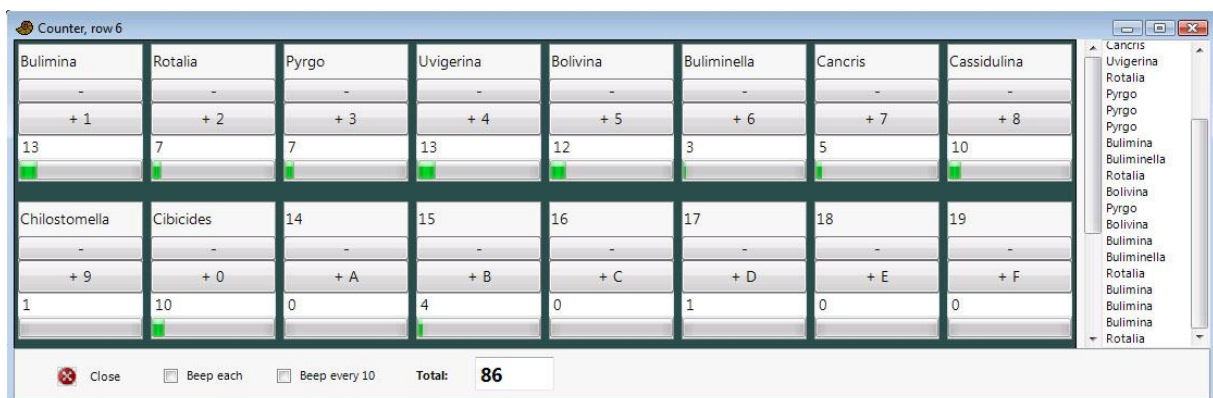 Counter, row 6
Bulimina Rotalia Pyrgo Uvigerina Bolivina Buliminella Cancris Cassidulina
- - - - - - - -
+ 1 + 2 + 3 + 4 + 5 + 6 + 7 + 8
13 7 7 13 12 3 5 10
Chilostomella Cibicides 14 15 16 17 18 19
- - - - - - - -
+ 9 + 0 + A + B + C + D + E + F
1 10 0 4 0 1 0 0
Cancris
Uvigerina
Rotalia
Pyrgo
Pyrgo
Pyrgo
Bulimina
Buliminella
Rotalia
Bolivina
Pyrgo
Bolivina
Bulimina
Buliminella
Rotalia
Bulimina
Bulimina
Bulimina
Rotalia
Close Beep each Beep every 10 Total: 86